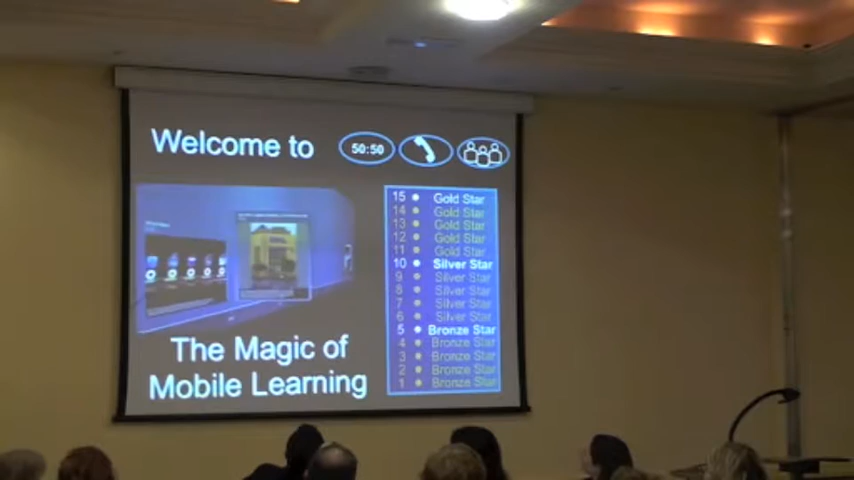 Welcome to
50:50
15 Gold Star
14 Gold Star
13 Gold Star
12 Gold Star
11 Gold Star
10 Silver Star
9 Silver Star
8 Silver Star
7 Silver Star
6 Silver Star
5 Bronze Star
4 Bronze Star
3 Bronze Star
2 Bronze Star
1 Bronze Star
The Magic of
Mobile Learning